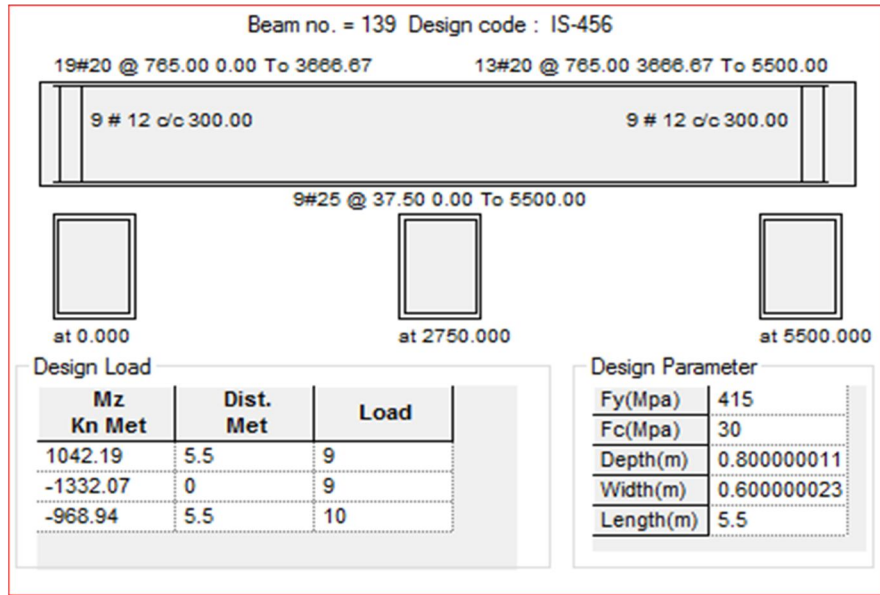 Beam no. = 139 Design code : IS-456
19#20 @ 765.00 0.00 To 3666.67 13#20 @ 765.00 3666.67 To 5500.00
9 # 12 c/c 300.00 9 # 12 c/c 300.00
9#25 @ 37.50 0.00 To 5500.00
at 0.000 at 2750.000 at 5500.000
Design Load
Mz Kn Met Dist. Met Load
1042.19 5.5 9
-1332.07 0 9
-968.94 5.5 10
Design Parameter
Fy(Mpa) 415
Fc(Mpa) 30
Depth(m) 0.800000011
Width(m) 0.600000023
Length(m) 5.5